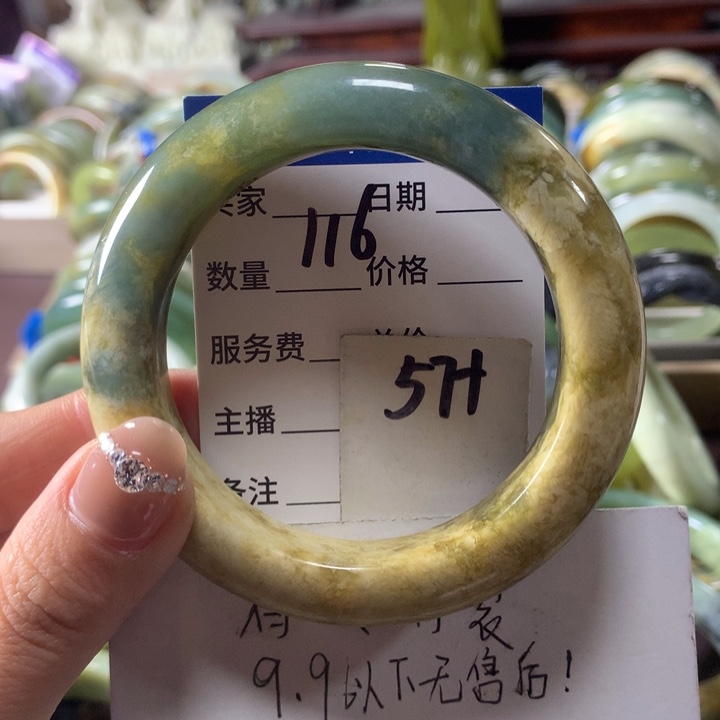 家 日期
116
数量 价格
服务费
5H
主播
备注
9.9以下无售后!